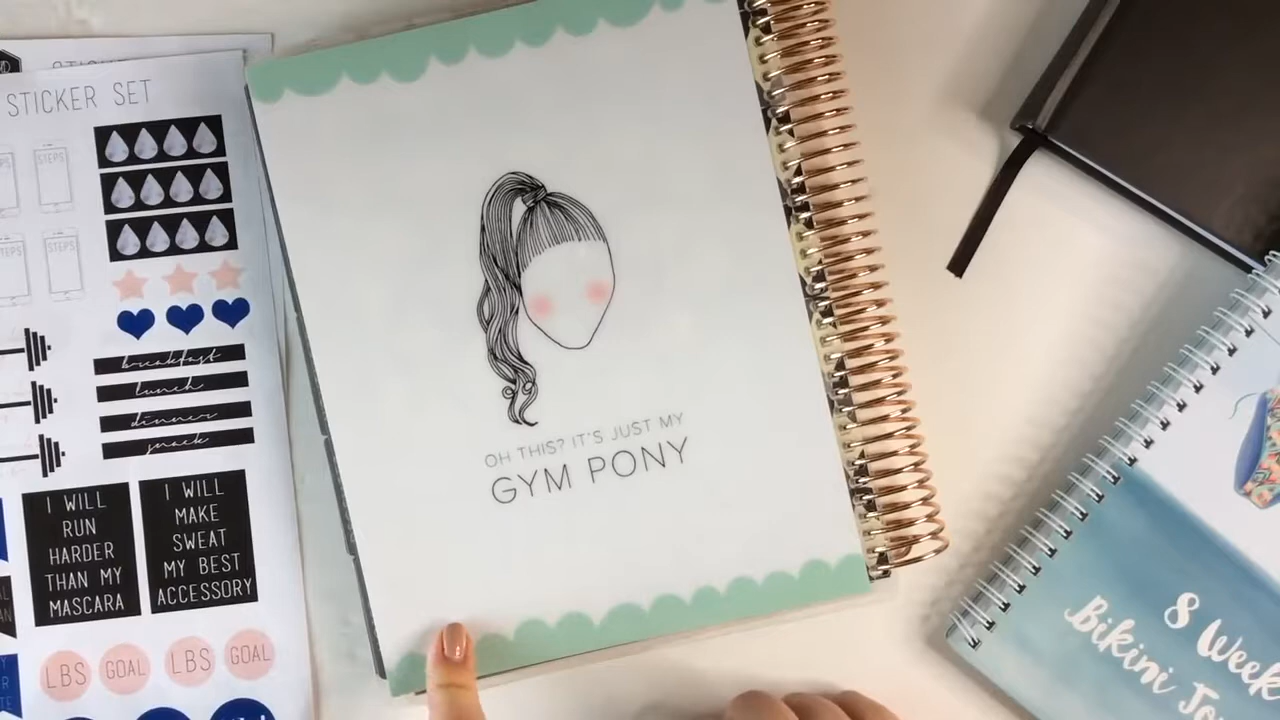 STICKER SET
STEPS
STEPS
STEPS
breakfast
lunch
dinner
snack
I WILL
RUN
HARDER
THAN MY
MASCARA
I WILL
MAKE
SWEAT
MY BEST
ACCESSORY
LBS
GOAL
LBS
GOAL
OH THIS? IT'S JUST MY
GYM PONY
8 Week
Bikini